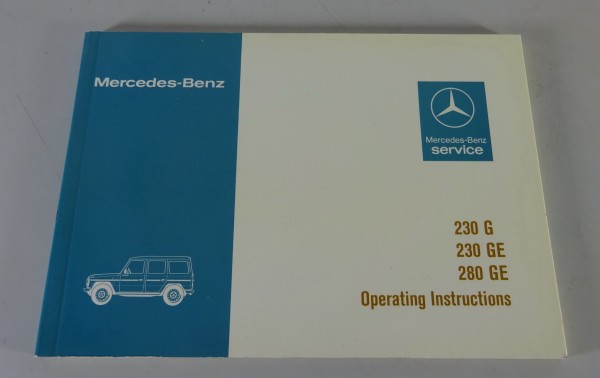 Mercedes-Benz
Mercedes-Benz
service
230 G
230 GE
280 GE
Operating Instructions